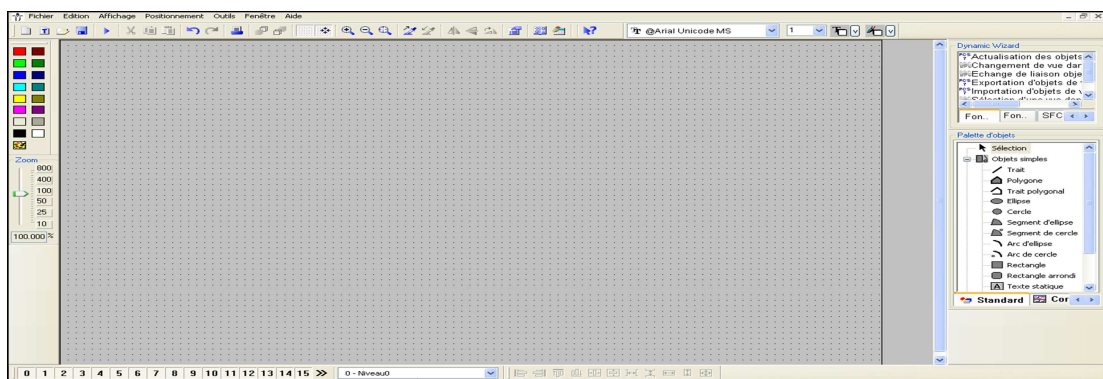 Fichier Edition Affichage Positionnement Outils Fenêtre Aide
@Arial Unicode MS 1
Zoom
800
400
100
50
25
10
100.000 %
Dynamic Wizard
Actualisation des objets
Changement de vue dar
Echange de liaison obje
Exportation d'objets de
Importation d'objets de
Fon.. Fon.. SFC
Palette d'objets
Sélection
Objets simples
Trait
Polygone
Trait polygonal
Ellipse
Cercle
Segment d'ellipse
Segment de cercle
Arc d'ellipse
Arc de cercle
Rectangle
Rectangle arrondi
Texte statique
Standard Cor
0 1 2 3 4 5 6 7 8 9 10 11 12 13 14 15 0 - Niveau0